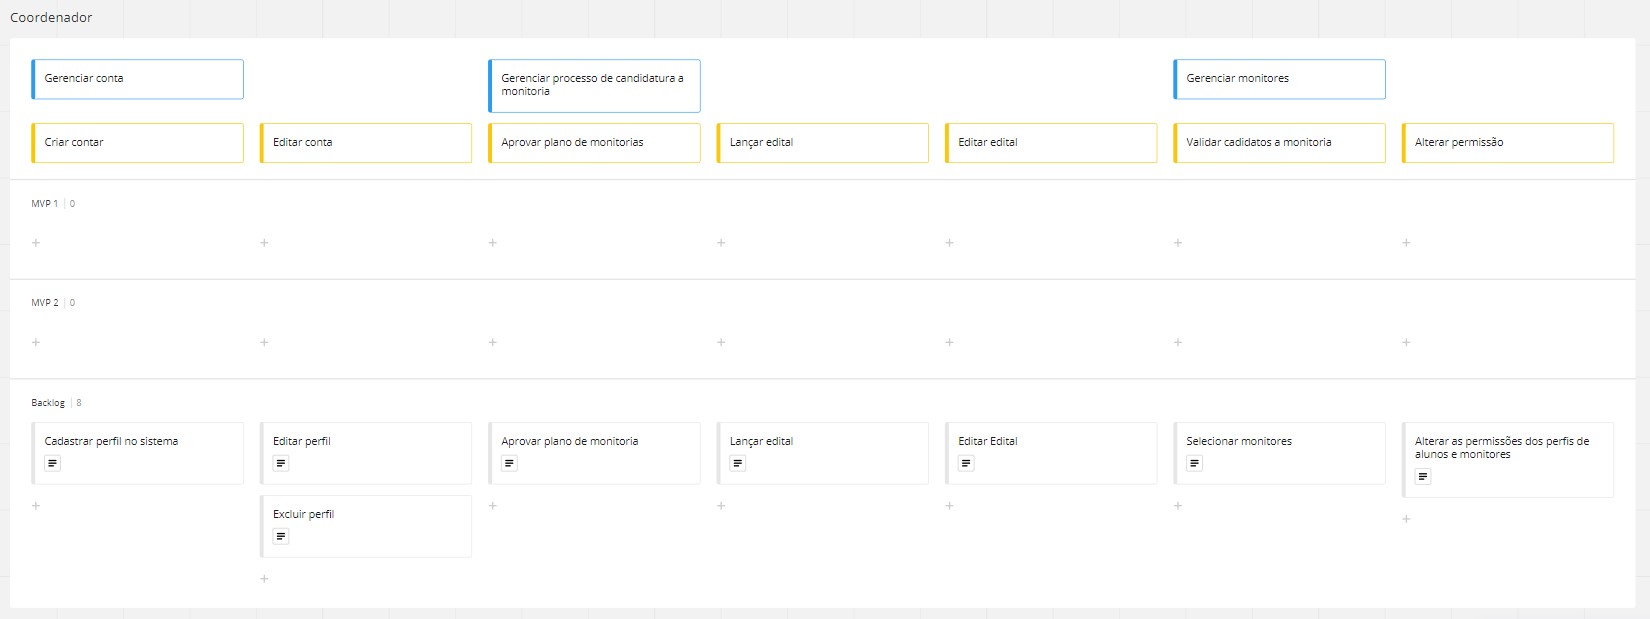 Coordenador
Gerenciar conta
Gerenciar processo de candidatura a
monitoria
Gerenciar monitores
Criar contar
Editar conta
Aprovar plano de monitorias
Lançar edital
Editar edital
Validar cadidatos a monitoria
Alterar permissão
MVP 1 0
MVP 2 0
Backlog 8
Cadastrar perfil no sistema
Editar perfil
Aprovar plano de monitoria
Lançar edital
Editar Edital
Selecionar monitores
Alterar as permissões dos perfis de
alunos e monitores
Excluir perfil